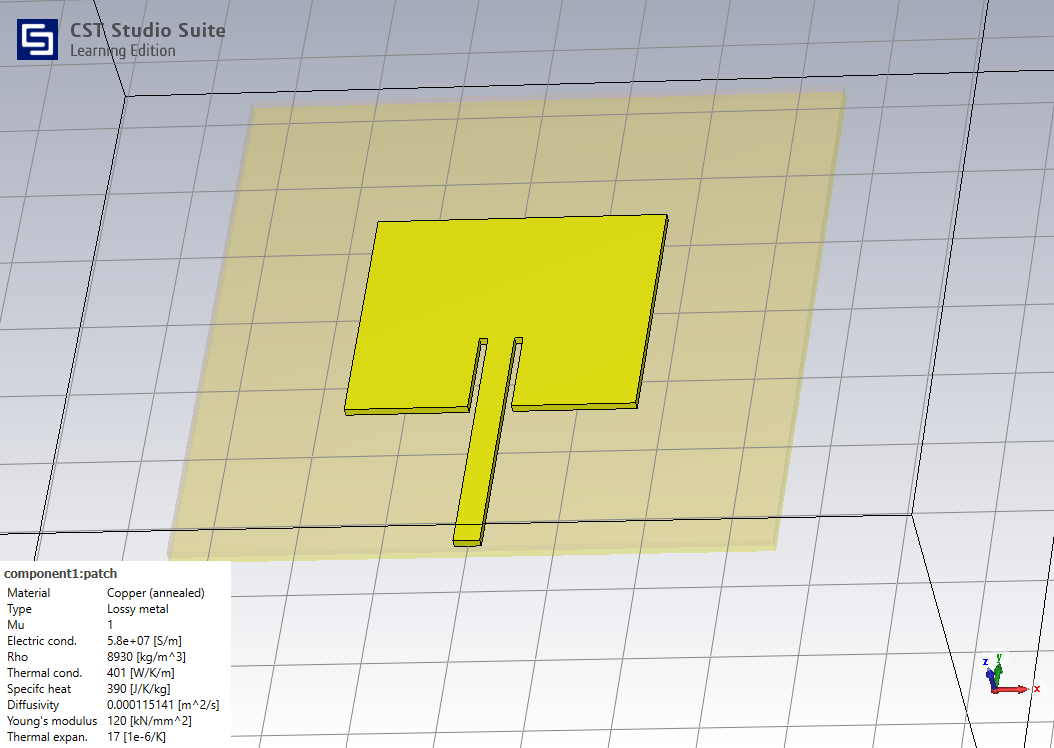 CST Studio Suite
Learning Edition
component1:patch
Material Copper (annealed)
Type Lossy metal
Mu 1
Electric cond. 5.8e+07 [S/m]
Rho 8930 [kg/m^3]
Thermal cond. 401 [W/K/m]
Specifc heat 390 [J/K/kg]
Diffusivity 0.000115141 [m^2/s]
Young's modulus 120 [kN/mm^2]
Thermal expan. 17 [1e-6/K]
z y x